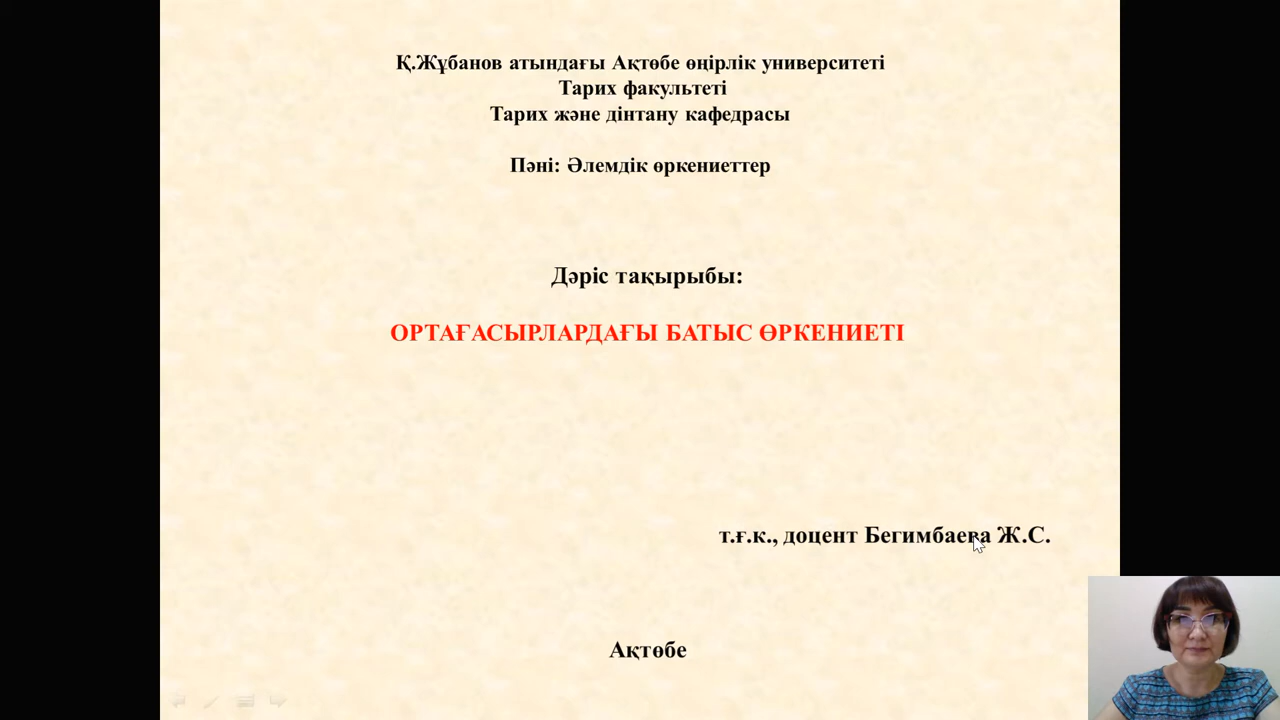 Қ.Жұбанов атындағы Ақтөбе өңірлік университеті
Тарих факультеті
Тарих және дінтану кафедрасы
Пәні: Әлемдік өркениеттер
Дәріс тақырыбы:
ОРТАҒАСЫРЛАРДАҒЫ БАТЫС ӨРКЕНИЕТІ
т.ғ.к., доцент Бегимбаева Ж.С.
Ақтөбе